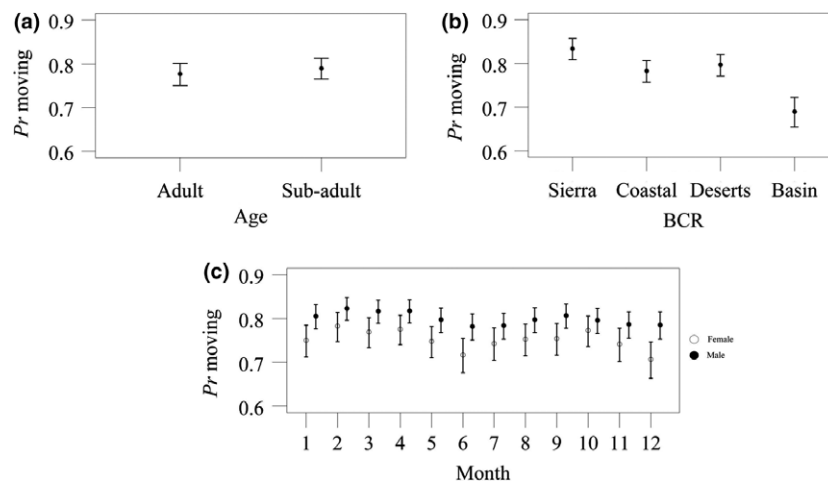 (a)
0.9
0.8
0.7
0.6
Pr moving
Adult Sub-adult
Age
(b)
0.9
0.8
0.7
0.6
Pr moving
Sierra Coastal Deserts Basin
BCR
(c)
0.9
0.8
0.7
0.6
Pr moving
Female
Male
1 2 3 4 5 6 7 8 9 10 11 12
Month